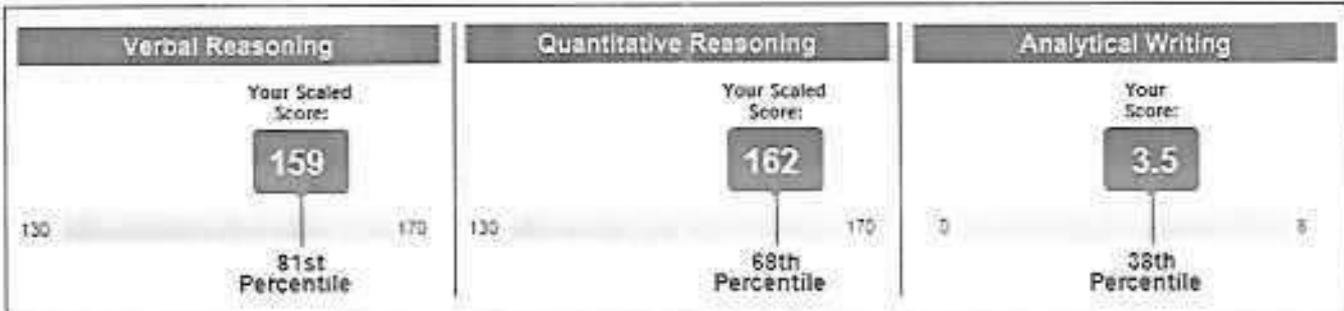 Verbal Reasoning
Your Scaled
Score:
159
130
170
81st
Percentile
Quantitative Reasoning
Your Scaled
Score:
162
130
170
68th
Percentile
Analytical Writing
Your
Score:
3.5
0
6
38th
Percentile